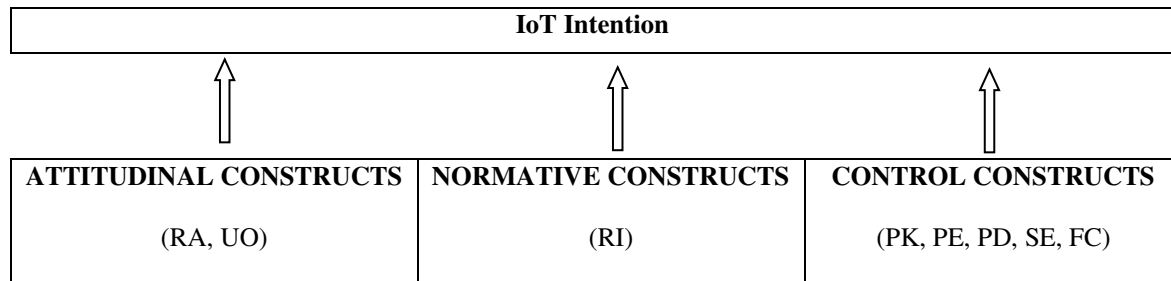 IoT Intention
ATTITUDINAL CONSTRUCTS
(RA, UO)
NORMATIVE CONSTRUCTS
(RI)
CONTROL CONSTRUCTS
(PK, PE, PD, SE, FC)